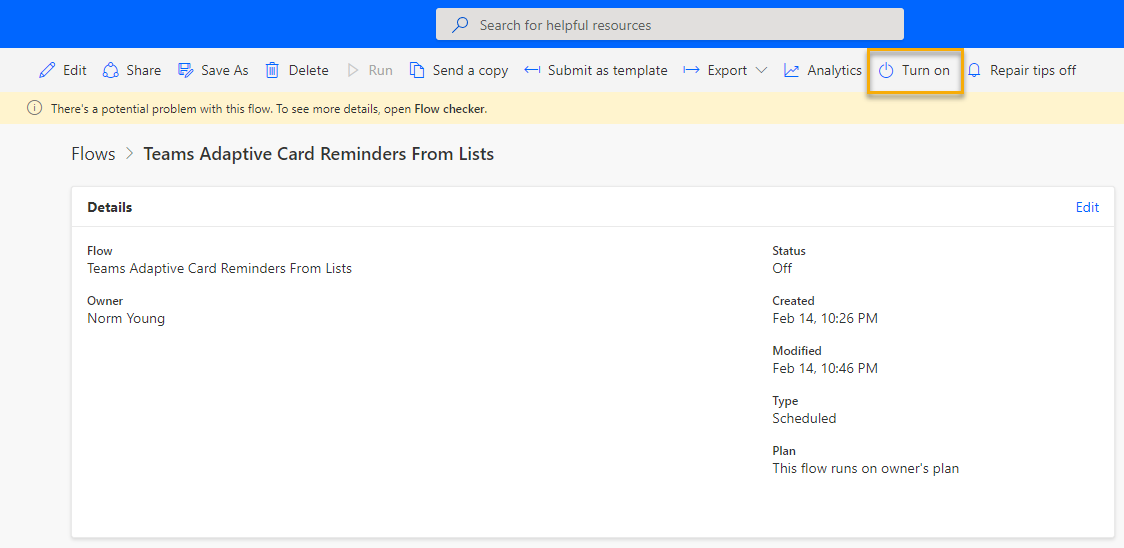 Search for helpful resources
Edit Share Save As Delete Run Send a copy Submit as template Export Analytics Turn on Repair tips off
There's a potential problem with this flow. To see more details, open Flow checker.
Flows > Teams Adaptive Card Reminders From Lists
Details Edit
Flow
Teams Adaptive Card Reminders From Lists
Owner
Norm Young
Status
Off
Created
Feb 14, 10:26 PM
Modified
Feb 14, 10:46 PM
Type
Scheduled
Plan
This flow runs on owner's plan